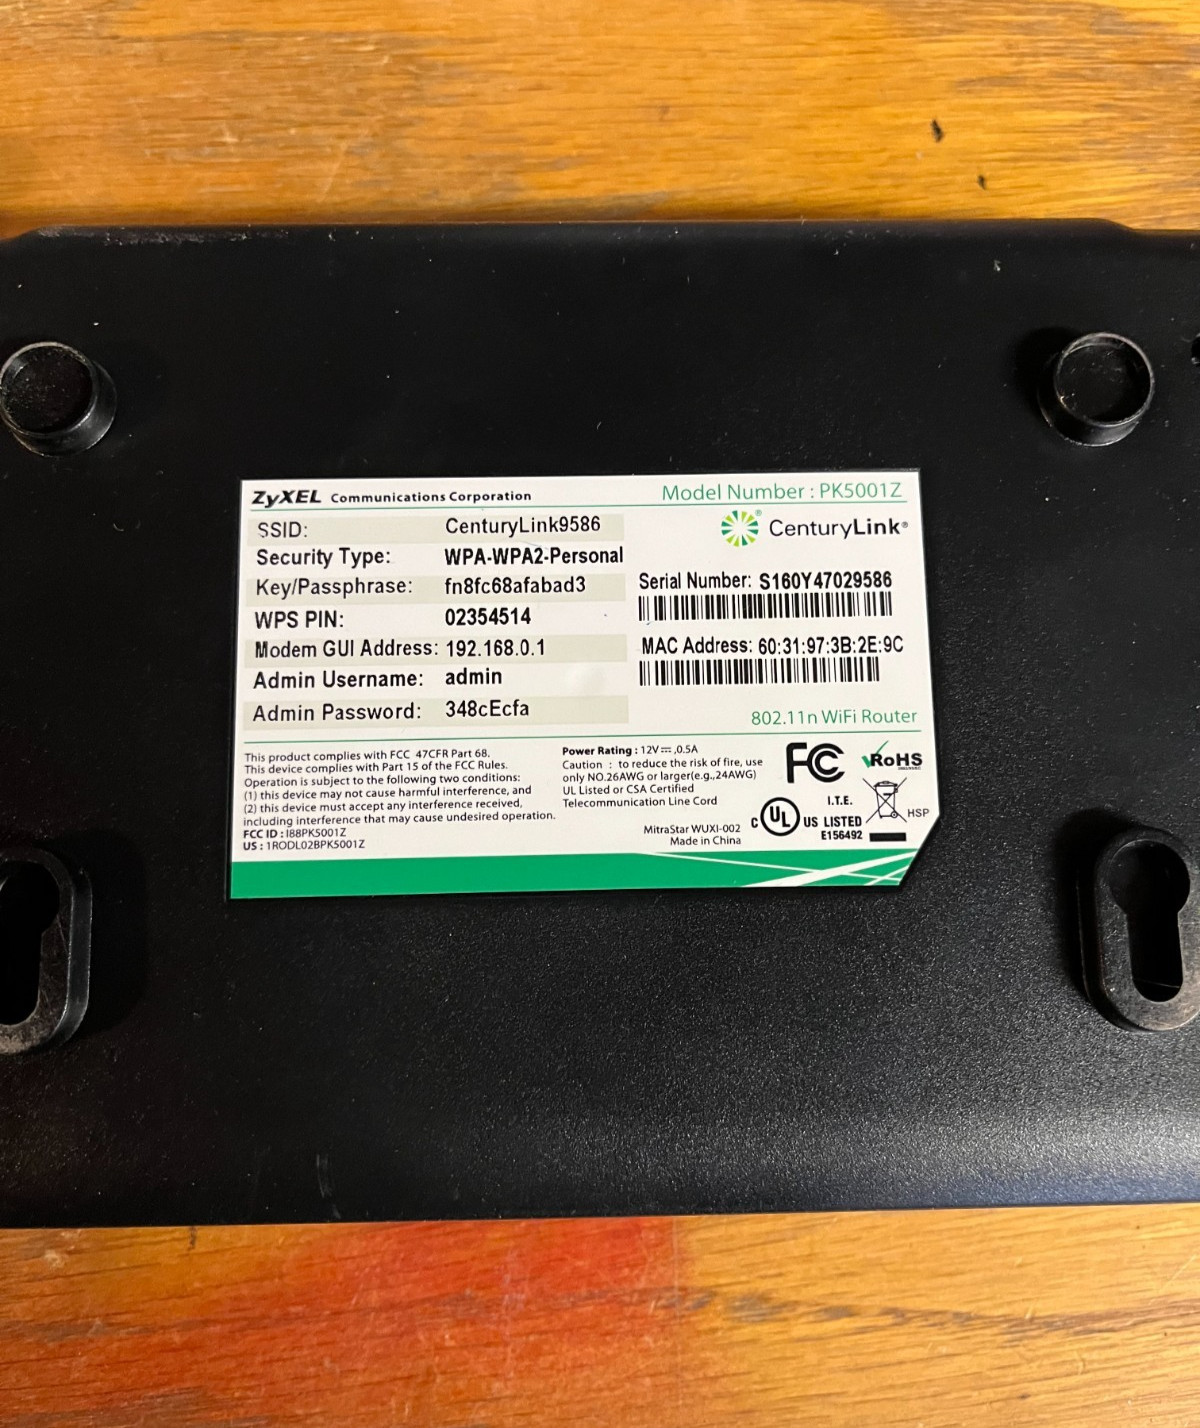 ZyXEL Communications Corporation
Model Number : PK5001Z
SSID: CenturyLink9586
CenturyLink®
Security Type: WPA-WPA2-Personal
Key/Passphrase: fn8fc68afabad3
Serial Number: S160Y47029586
WPS PIN: 02354514
Modem GUI Address: 192.168.0.1
MAC Address: 60:31:97:3B:2E:9C
Admin Username: admin
Admin Password: 348cEcfa
802.11n WiFi Router
This product complies with FCC 47CFR Part 68.
This device complies with Part 15 of the FCC Rules.
Operation is subject to the following two conditions:
(1) this device may not cause harmful interference, and
(2) this device must accept any interference received,
including interference that may cause undesired operation.
FCC ID : I88PK5001Z
US : 1RODL02BPK5001Z
Power Rating : 12V⎓,0.5A
Caution : to reduce the risk of fire, use
only NO.26AWG or larger(e.g.,24AWG)
UL Listed or CSA Certified
Telecommunication Line Cord
MitraStar WUXI-002
Made in China
FC
RoHS
I.T.E.
C UL US LISTED
E156492
HSP